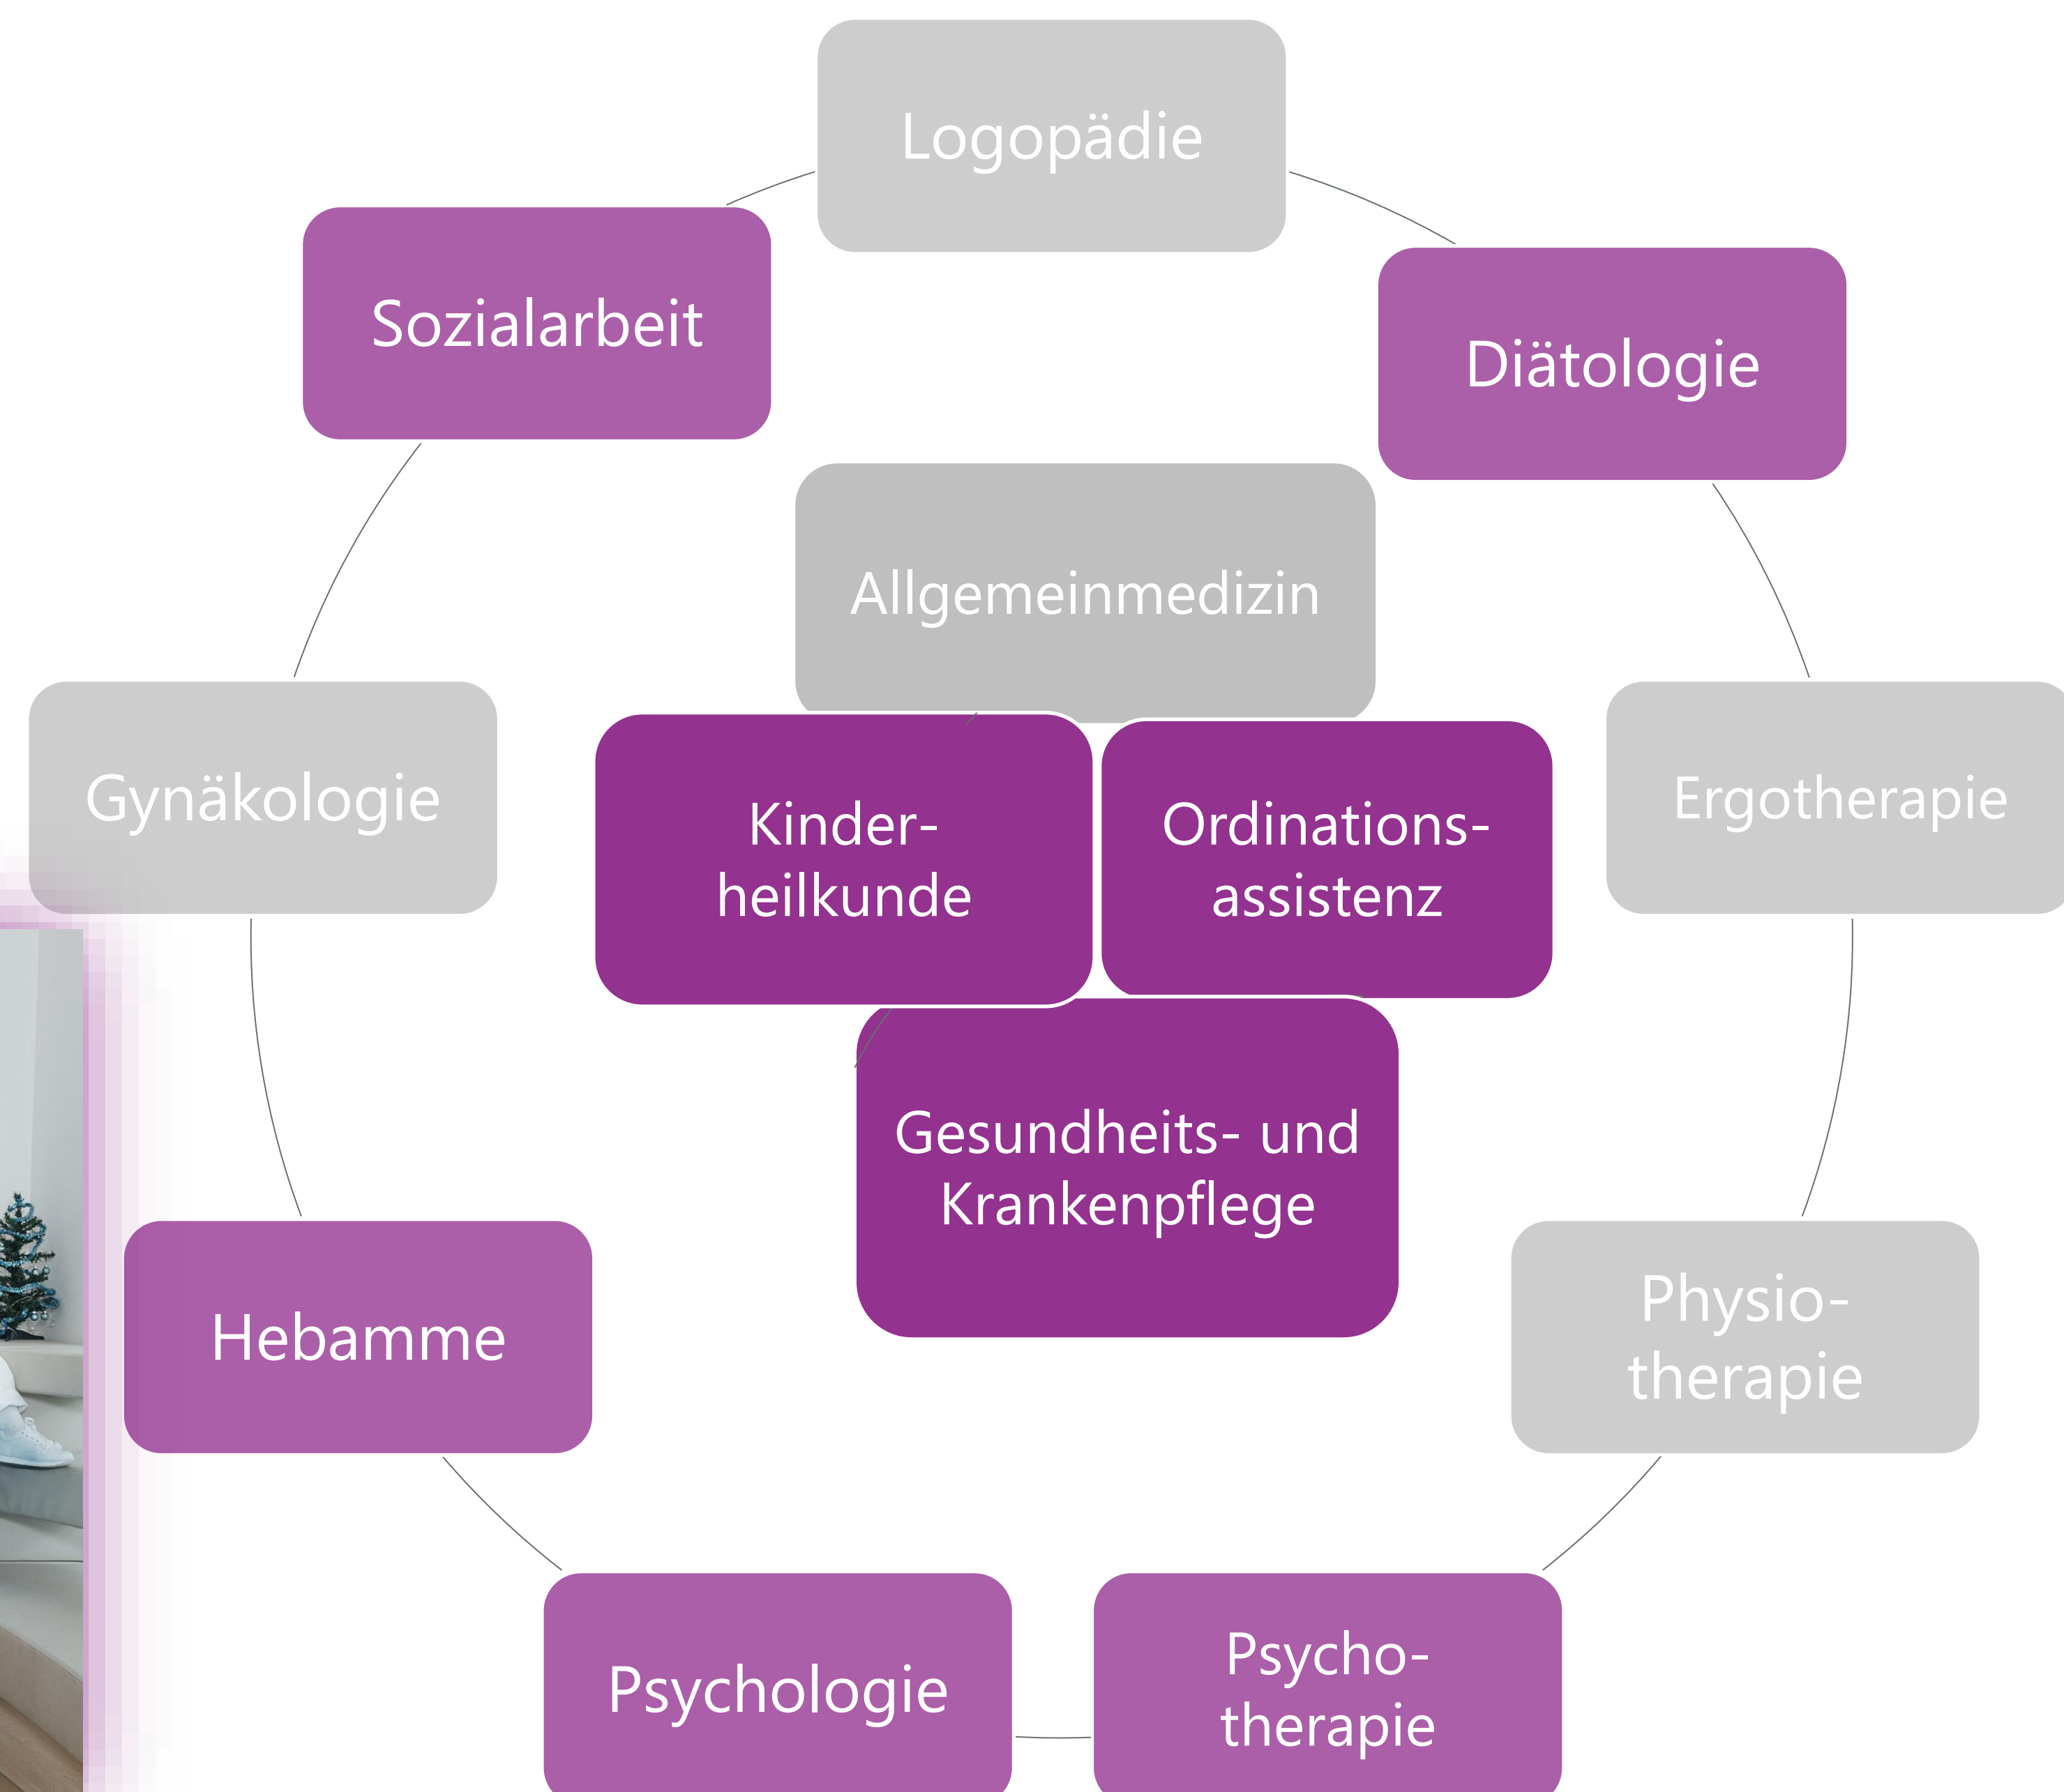 Logopädie
Sozialarbeit
Diätologie
Allgemeinmedizin
Gynäkologie
Kinder-
heilkunde
Ordinations-
assistenz
Ergotherapie
Gesundheits- und
Krankenpflege
Hebamme
Physio-
therapie
Psychologie
Psycho-
therapie